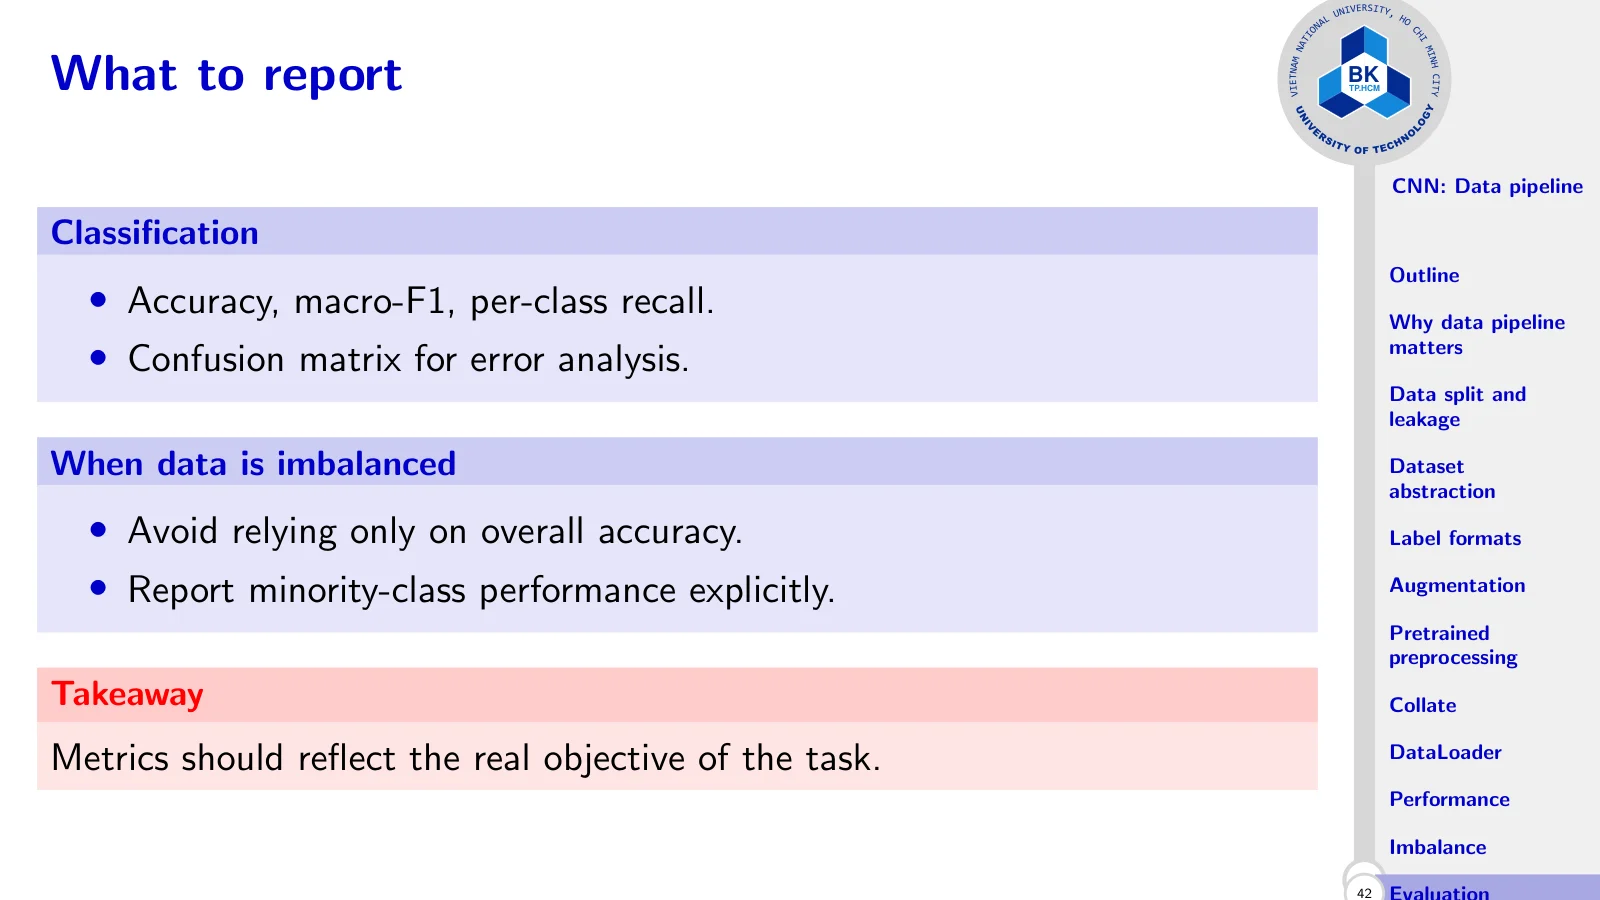 What to report
Classification
• Accuracy, macro-F1, per-class recall.
• Confusion matrix for error analysis.
When data is imbalanced
• Avoid relying only on overall accuracy.
• Report minority-class performance explicitly.
Takeaway
Metrics should reflect the real objective of the task.
VIETNAM NATIONAL UNIVERSITY, HO CHI MINH CITY
BK
TP.HCM
UNIVERSITY OF TECHNOLOGY
CNN: Data pipeline
Outline
Why data pipeline
matters
Data split and
leakage
Dataset
abstraction
Label formats
Augmentation
Pretrained
preprocessing
Collate
DataLoader
Performance
Imbalance
Evaluation
42